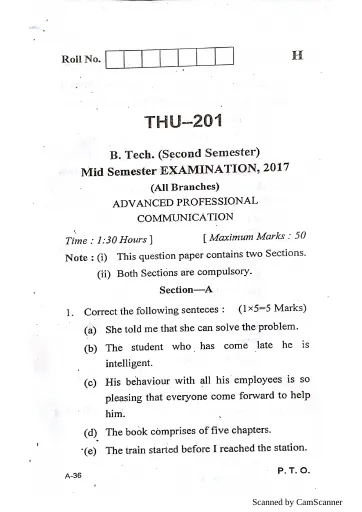 Roll No.
H
THU–201
B. Tech. (Second Semester)
Mid Semester EXAMINATION, 2017
(All Branches)
ADVANCED PROFESSIONAL
COMMUNICATION
Time : 1:30 Hours ] [ Maximum Marks : 50
Note : (i) This question paper contains two Sections.
(ii) Both Sections are compulsory.
Section—A
1. Correct the following senteces : (1×5=5 Marks)
(a) She told me that she can solve the problem.
(b) The student who has come late he is
intelligent.
(c) His behaviour with all his employees is so
pleasing that everyone come forward to help
him.
(d) The book comprises of five chapters.
(e) The train started before I reached the station.
A-36
P. T. O.
Scanned by CamScanner